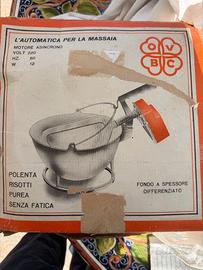 L'AUTOMATICA PER LA MASSAIA
MOTORE ASINCRONO
VOLT 220
HZ. 50
W 12
O V
B C
POLENTA
RISOTTI
PUREA
SENZA FATICA
FONDO A SPESSORE
DIFFERENZIATO